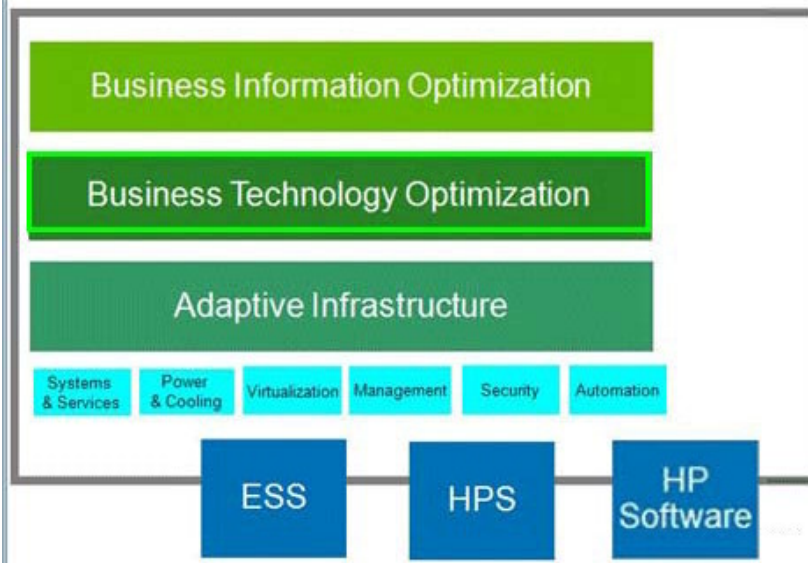 Business Information Optimization
Business Technology Optimization
Adaptive Infrastructure
Systems
& Services
Power
& Cooling
Virtualization
Management
Security
Automation
ESS
HPS
HP
Software